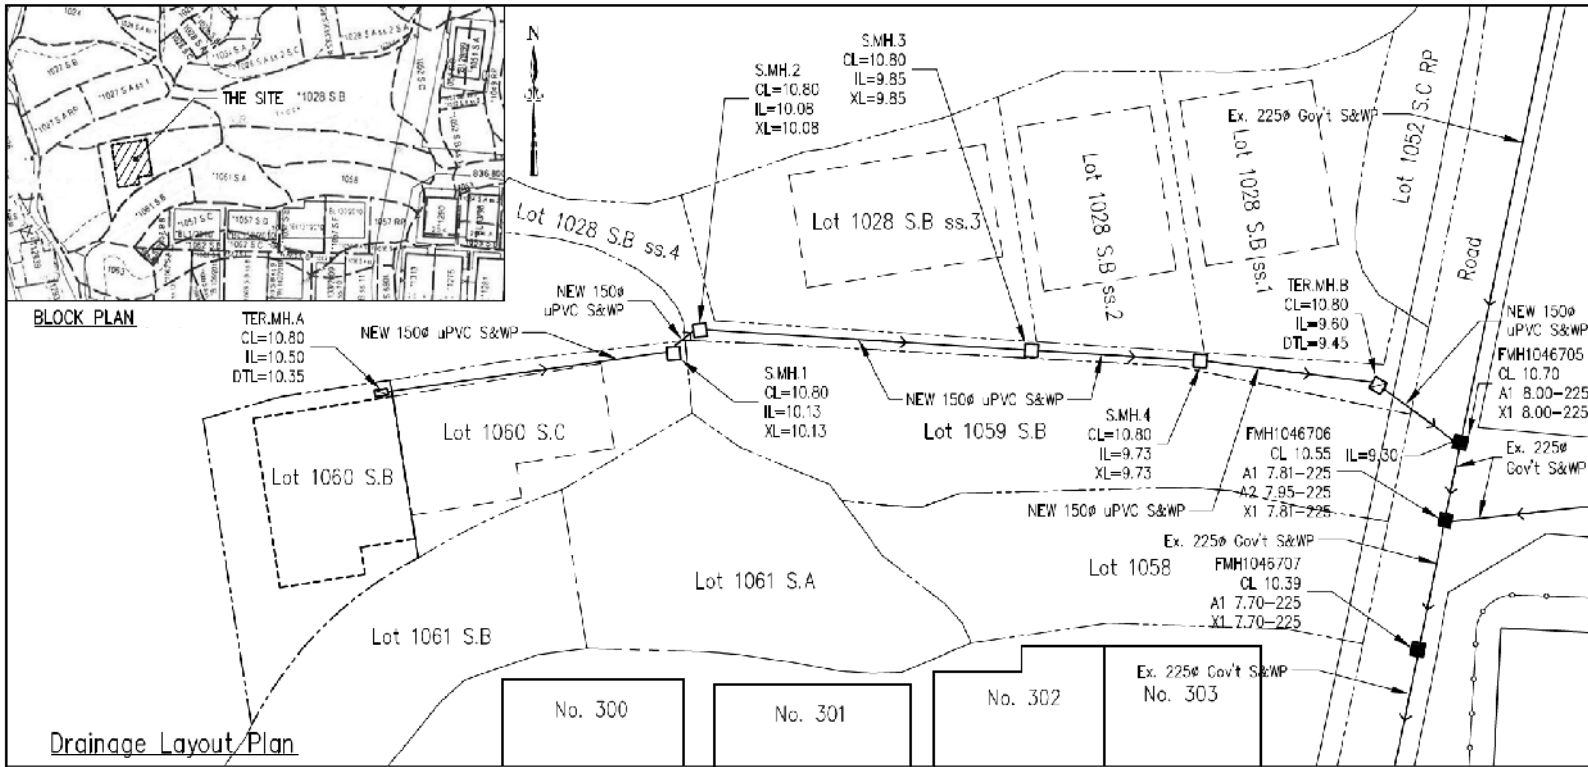 THE SITE
*1028 S.B
*1061 S.A
1058
*1061 S.B
*1057 S.C
*1057 S.D
1057 RP
1063
BLOCK PLAN
N
S.MH.3
CL=10.80
IL=9.85
XL=9.85
S.MH.2
CL=10.80
IL=10.08
XL=10.08
Ex. 225ø Gov't S&WP
Lot 1052 S.C RP
Road
Lot 1028 S.B ss.4
Lot 1028 S.B ss.3
Lot 1028 S.B ss.2
Lot 1028 S.B ss.1
NEW 150ø
uPVC S&WP
TER.MH.A
CL=10.80
IL=10.50
DTL=10.35
NEW 150ø uPVC S&WP
TER.MH.B
CL=10.80
IL=9.60
DTL=9.45
NEW 150ø
uPVC S&WP
FMH1046705
CL 10.70
A1 8.00-225
X1 8.00-225
S.MH.1
CL=10.80
IL=10.13
XL=10.13
NEW 150ø uPVC S&WP
Lot 1059 S.B
S.MH.4
CL=10.80
IL=9.73
XL=9.73
Lot 1060 S.C
Lot 1060 S.B
FMH1046706
CL 10.55
A1 7.81-225
A2 7.95-225
X1 7.81-225
IL=9.30
Ex. 225ø
Gov't S&WP
NEW 150ø uPVC S&WP
Ex. 225ø Gov't S&WP
Lot 1058
FMH1046707
CL 10.39
A1 7.70-225
X1 7.70-225
Lot 1061 S.A
Lot 1061 S.B
Ex. 225ø Gov't S&WP
No. 300
No. 301
No. 302
No. 303
Drainage Layout Plan